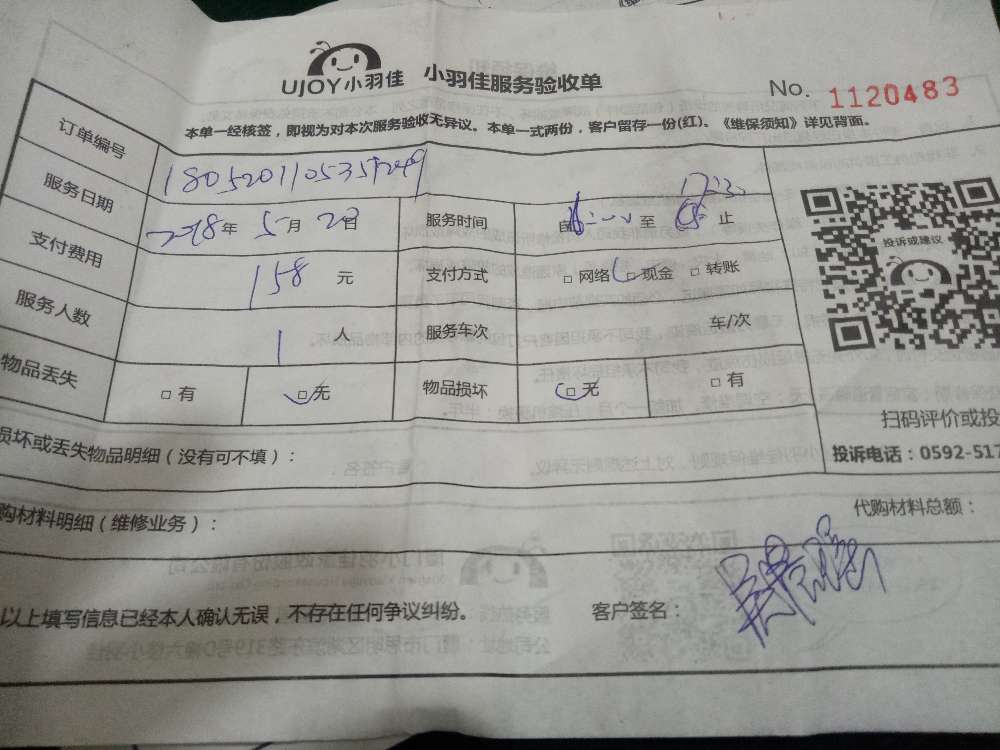 UJOY小羽佳 小羽佳服务验收单
No. 1120483
本单一经核签，即视为对本次服务验收无异议。本单一式两份，客户留存一份(红)。《维保须知》详见背面。
订单编号
服务日期 年 5月 日 服务时间 自 至 止
支付费用 158 元 支付方式 □ 网络 □ 现金 □ 转账
服务人数 1 人 服务车次 车/次
物品丢失 □ 有 □ 无 物品损坏 □ 无 □ 有
投诉或建议
扫码评价或投
损坏或丢失物品明细（没有可不填）：
投诉电话：0592-517
购材料明细（维修业务）：
代购材料总额：
以上填写信息已经本人确认无误，不存在任何争议纠纷。 客户签名：